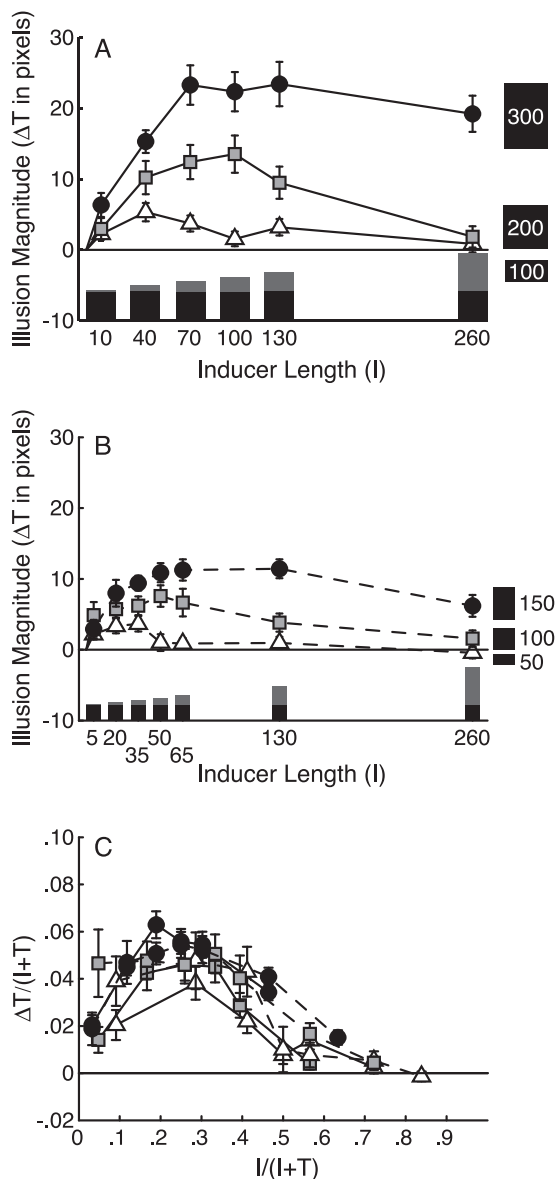 A
Illusion Magnitude (ΔT in pixels)
30
20
10
0
-10
300
200
100
10 40 70 100 130 260
Inducer Length (I)
B
Illusion Magnitude (ΔT in pixels)
30
20
10
0
-10
150
100
50
5 20 50 130 260
35 65
Inducer Length (I)
C
ΔT/(I+T)
.10
.08
.06
.04
.02
0
-.02
0 .1 .2 .3 .4 .5 .6 .7 .8 .9
I/(I+T)